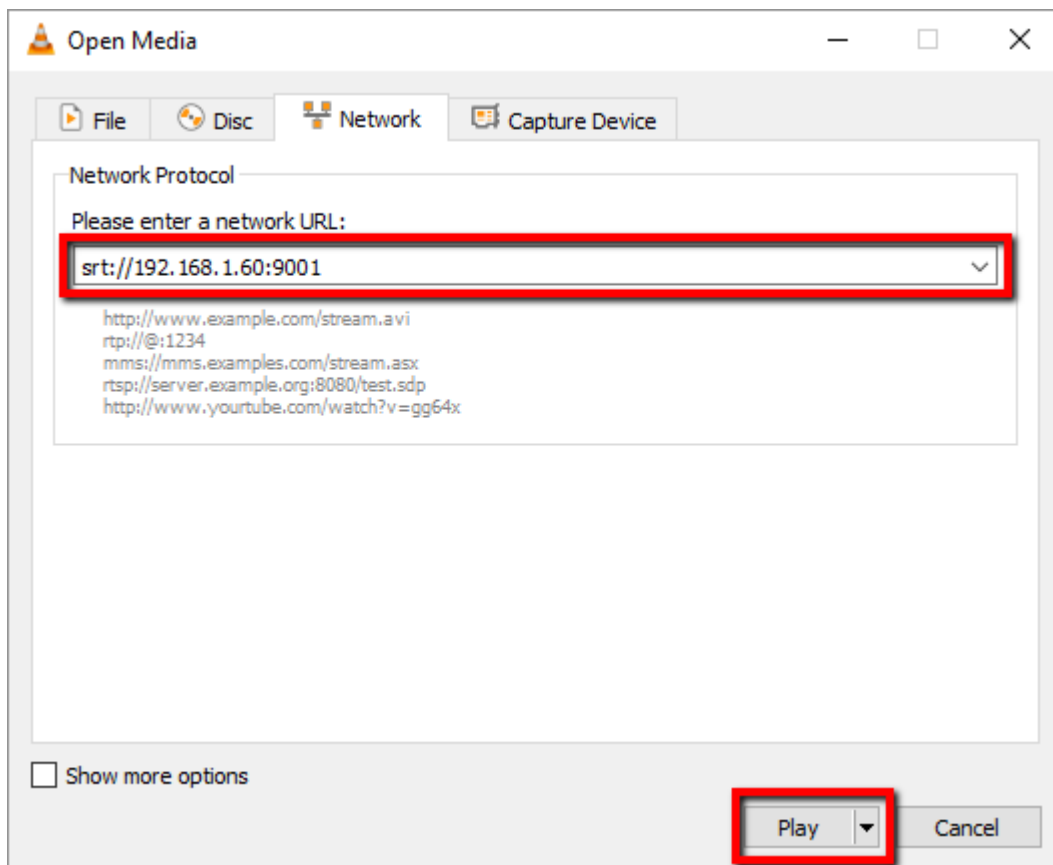 Open Media
File Disc Network Capture Device
Network Protocol
Please enter a network URL:
srt://192.168.1.60:9001
http://www.example.com/stream.avi
rtp://@:1234
mms://mms.examples.com/stream.asx
rtsp://server.example.org:8080/test.sdp
http://www.yourtube.com/watch?v=gg64x
Show more options
Play Cancel